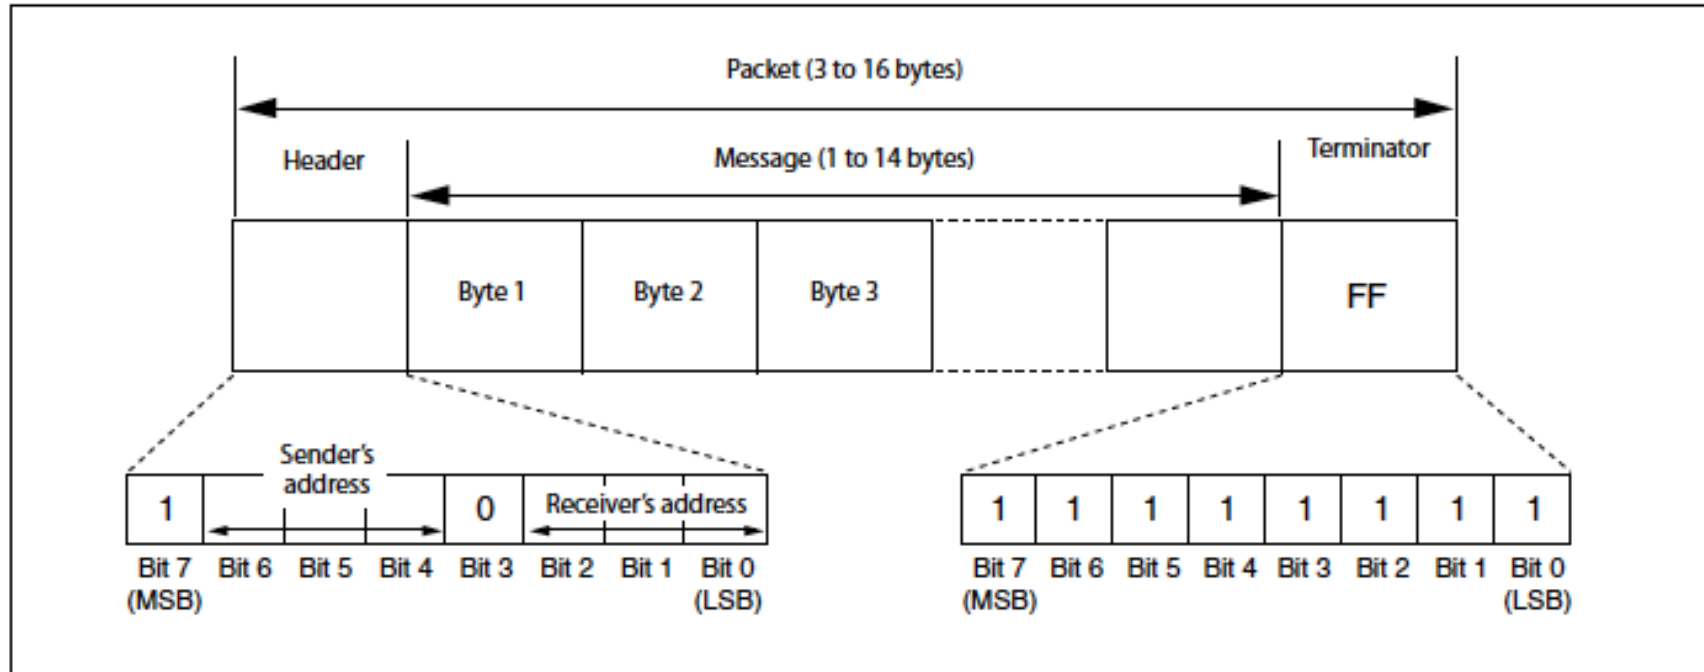 Packet (3 to 16 bytes)
Header
Message (1 to 14 bytes)
Terminator
Byte 1
Byte 2
Byte 3
FF
Sender's
address
1
0
Receiver's address
1 1 1 1 1 1 1 1
Bit 7 Bit 6 Bit 5 Bit 4 Bit 3 Bit 2 Bit 1 Bit 0
(MSB) (LSB)
Bit 7 Bit 6 Bit 5 Bit 4 Bit 3 Bit 2 Bit 1 Bit 0
(MSB) (LSB)